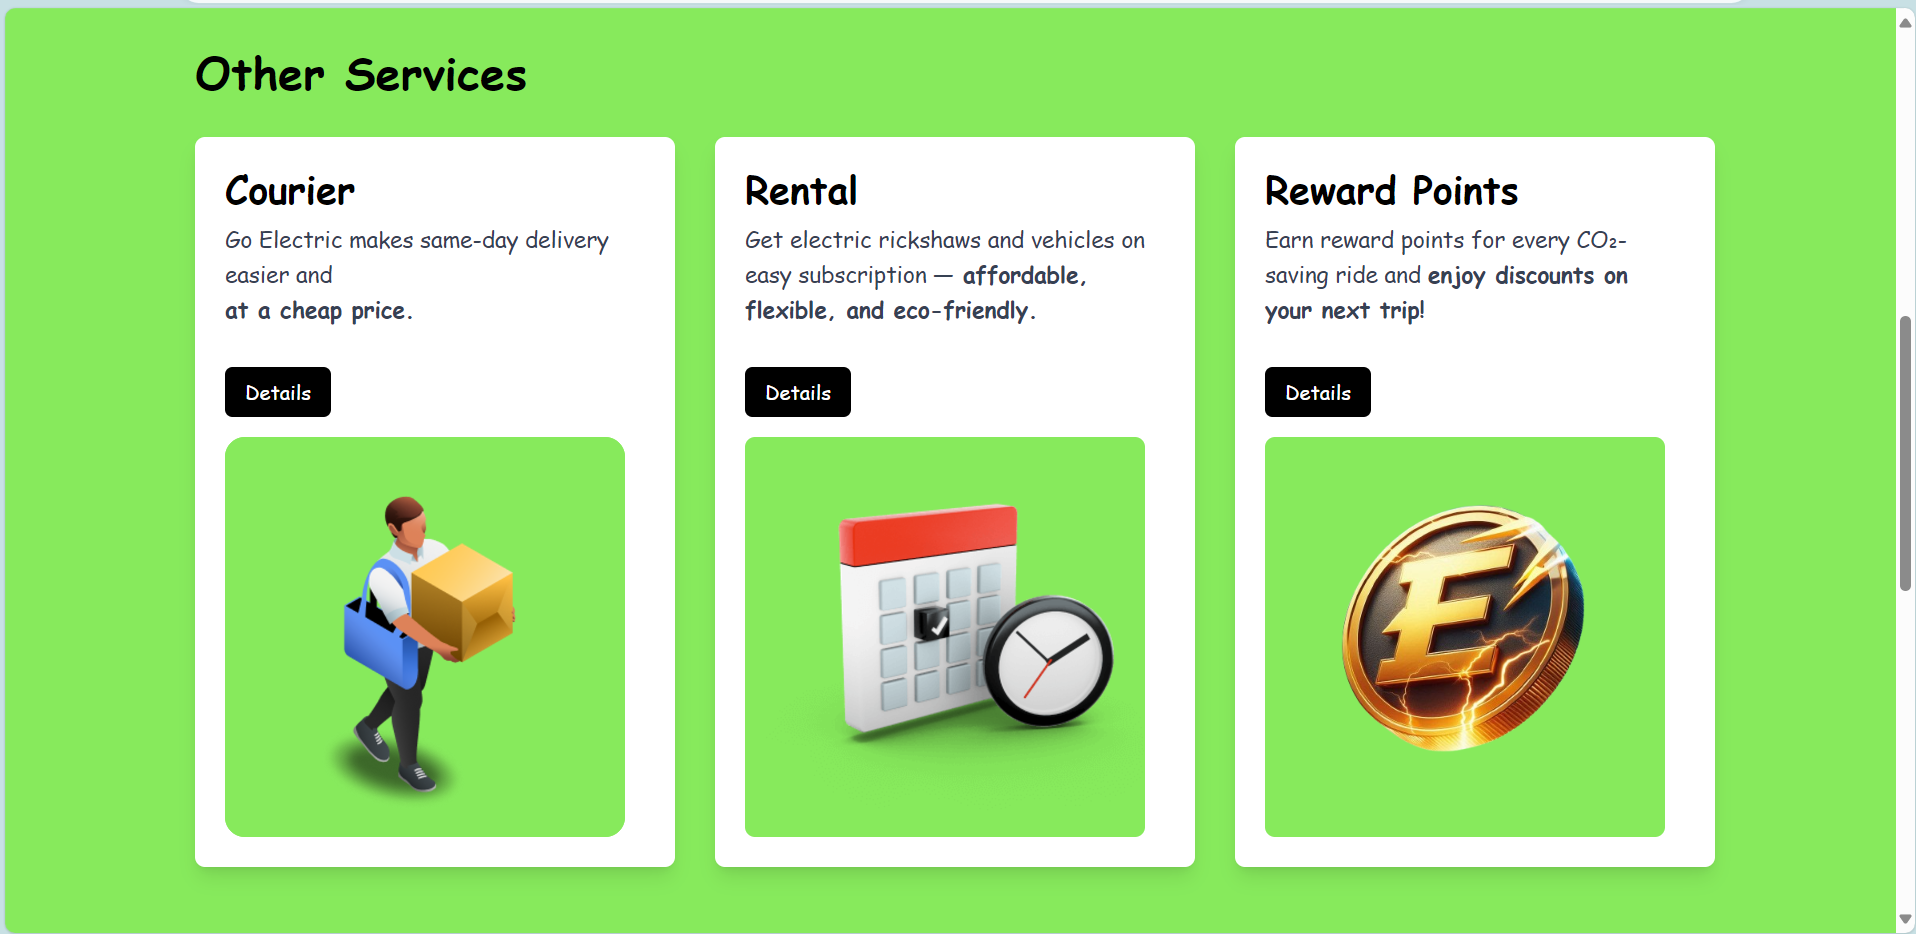 Other Services
Courier
Go Electric makes same-day delivery
easier and
at a cheap price.
Details
Rental
Get electric rickshaws and vehicles on
easy subscription — affordable,
flexible, and eco-friendly.
Details
Reward Points
Earn reward points for every CO₂-
saving ride and enjoy discounts on
your next trip!
Details
E